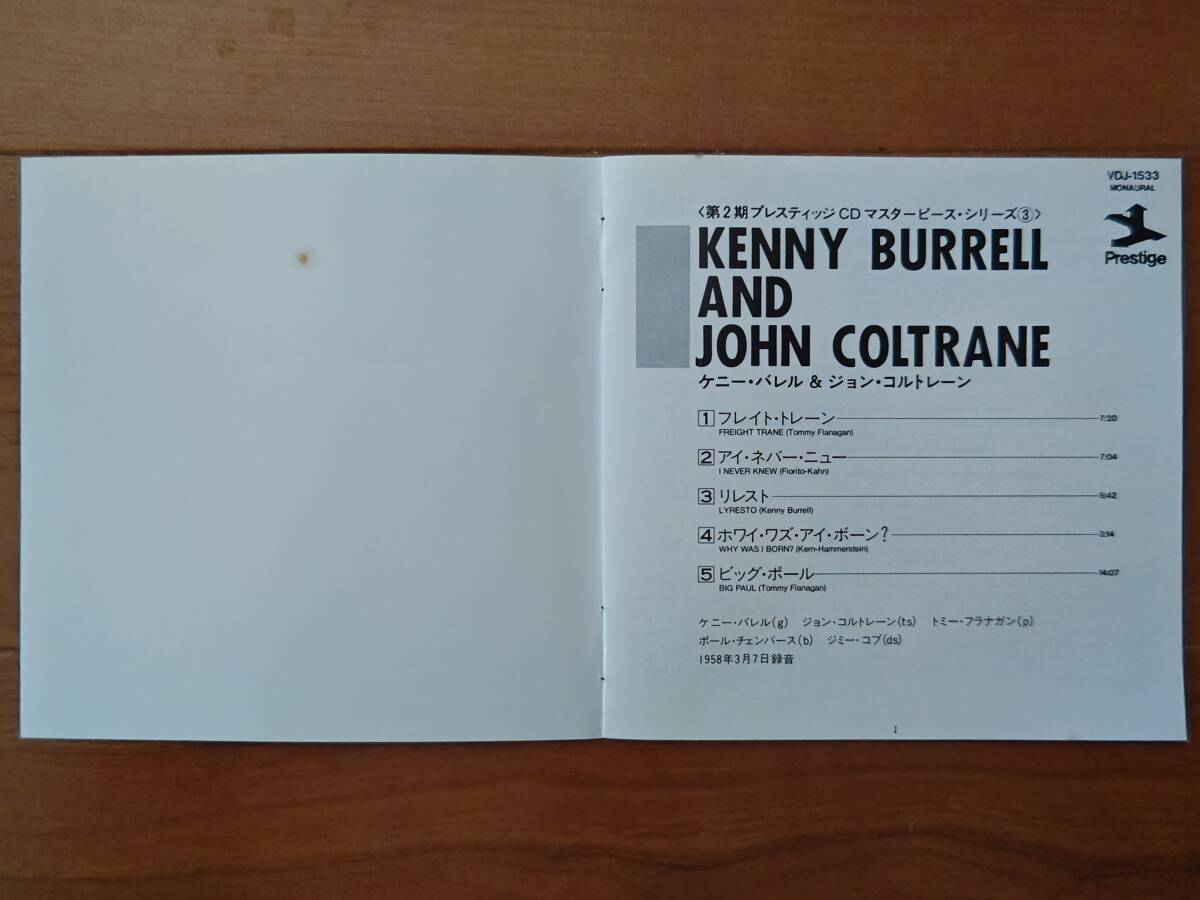 VDJ-1533
MONAURAL
Prestige
〈第2期プレスティッジCDマスターピース・シリーズ③〉
KENNY BURRELL
AND
JOHN COLTRANE
ケニー・バレル & ジョン・コルトレーン
1 フレイト・トレーン 7:20
FREIGHT TRANE (Tommy Flanagan)
2 アイ・ネバー・ニュー 7:04
I NEVER KNEW (Fiorito-Kahn)
3 リレスト 5:42
LYRESTO (Kenny Burrell)
4 ホワイ・ワズ・アイ・ボーン? 3:14
WHY WAS I BORN? (Kern-Hammerstein)
5 ビッグ・ポール 14:07
BIG PAUL (Tommy Flanagan)
ケニー・バレル(g) ジョン・コルトレーン(ts) トミー・フラナガン(p)
ポール・チェンバース(b) ジミー・コブ(ds)
1958年3月7日録音
1